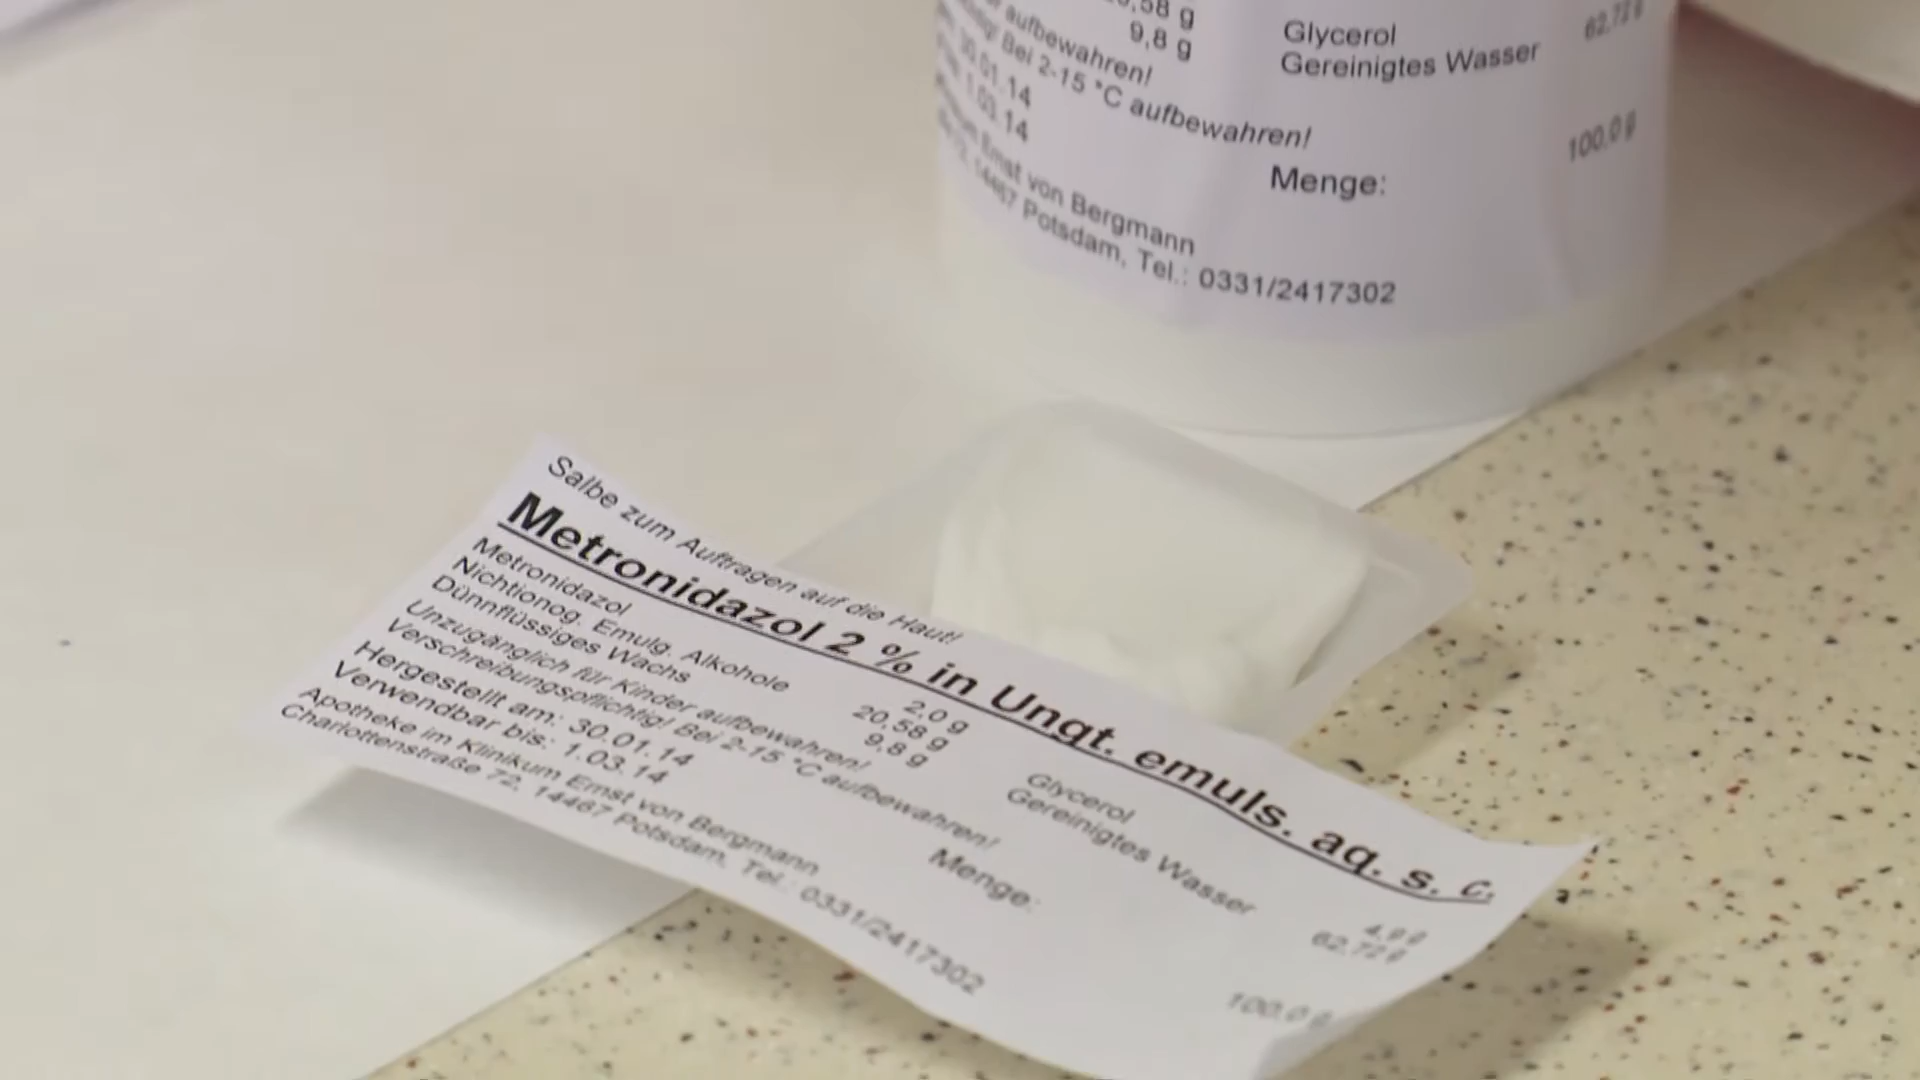 ,58 g
9,8 g
aufbewahren!
Bei 2-15 °C aufbewahren!
.01.14
1.03.14
Ernst von Bergmann
14467 Potsdam, Tel.: 0331/2417302
Glycerol
Gereinigtes Wasser
62,72 g
Menge:
100,0 g
Salbe zum Auftragen auf die Haut!
Metronidazol 2 % in Ungt. emuls. aq. s. c.
Metronidazol 2,0 g
Nichtionog. Emulg. Alkohole 20,58 g
Dünnflüssiges Wachs 9,8 g
Glycerol 4,9 g
Gereinigtes Wasser 62,72 g
Unzugänglich für Kinder aufbewahren!
Verschreibungspflichtig! Bei 2-15 °C aufbewahren!
Hergestellt am: 30.01.14
Verwendbar bis: 1.03.14
Menge: 100,0 g
Apotheke im Klinikum Ernst von Bergmann
Charlottenstraße 72, 14467 Potsdam, Tel.: 0331/2417302